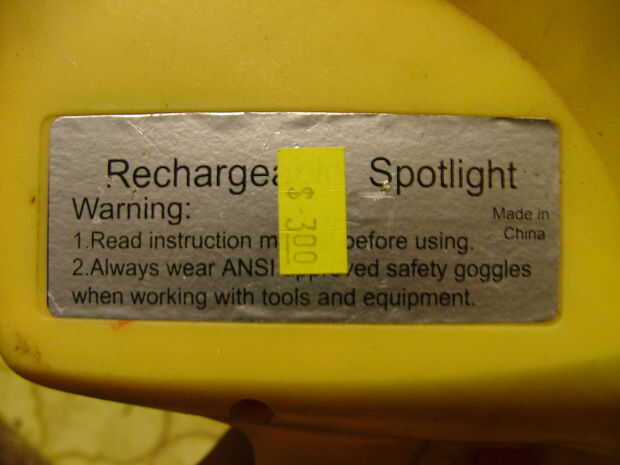 Rechargea Spotlight
Warning:
Made in
China
1.Read instruction m before using.
2.Always wear ANSI approved safety goggles
when working with tools and equipment.
$ 3.00